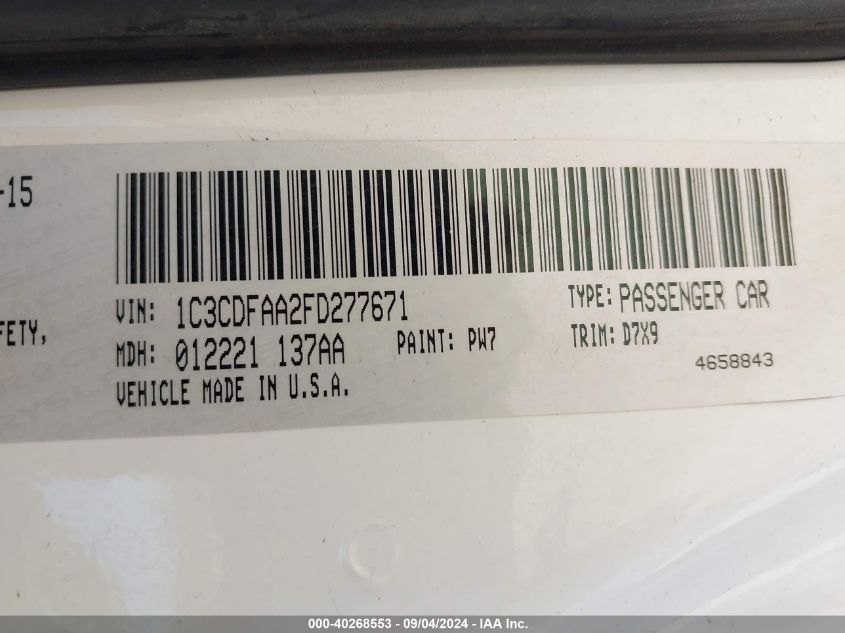 -15
FETY,
VIN: 1C3CDFAA2FD277671
TYPE: PASSENGER CAR
MDH: 012221 137AA
PAINT: PW7
TRIM: D7X9
VEHICLE MADE IN U.S.A.
4658843
000-40268553 - 09/04/2024 - IAA Inc.